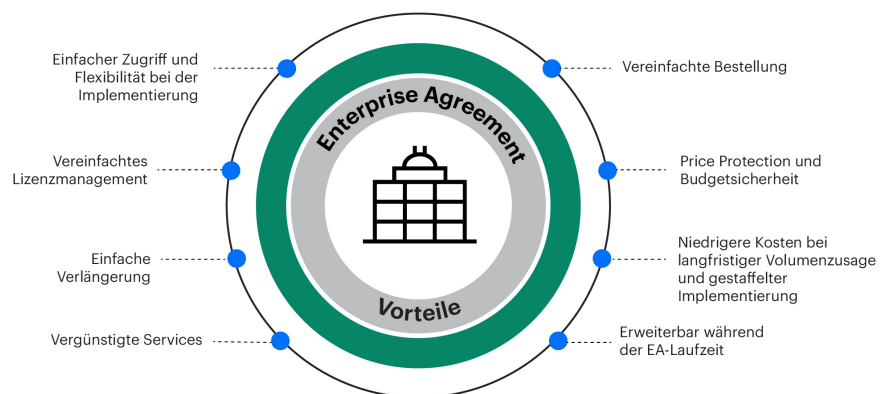 Einfacher Zugriff und
Flexibilität bei der
Implementierung
Vereinfachtes
Lizenzmanagement
Einfache
Verlängerung
Vergünstigte Services
Enterprise Agreement
Vorteile
Vereinfachte Bestellung
Price Protection und
Budgetsicherheit
Niedrigere Kosten bei
langfristiger Volumenzusage
und gestaffelter
Implementierung
Erweiterbar während
der EA-Laufzeit